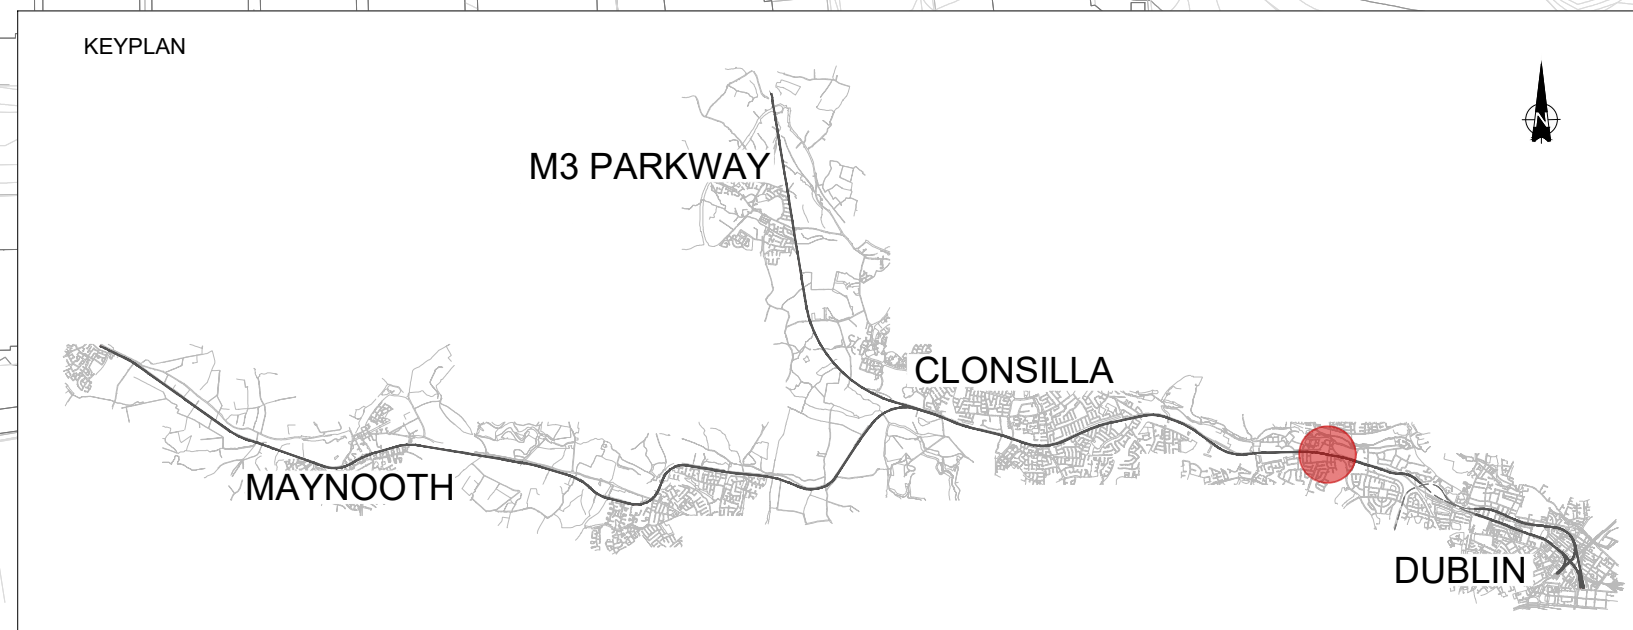 KEYPLAN
N
M3 PARKWAY
CLONSILLA
MAYNOOTH
DUBLIN